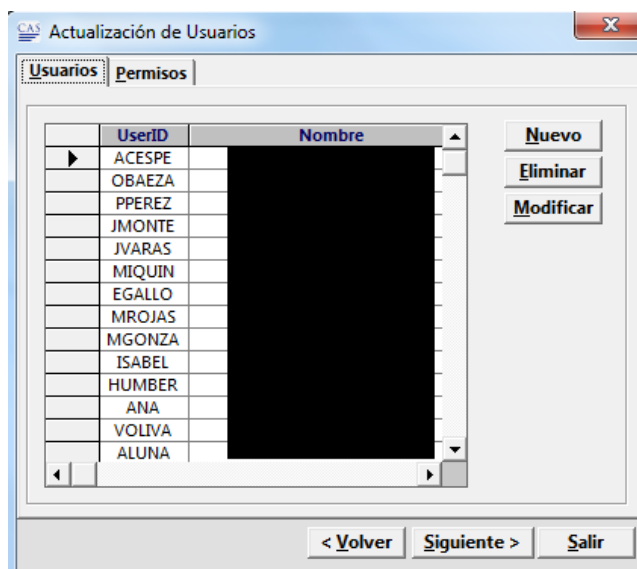 CAS Actualización de Usuarios
Usuarios Permisos
UserID Nombre
ACESPE
OBAEZA
PPEREZ
JMONTE
JVARAS
MIQUIN
EGALLO
MROJAS
MGONZA
ISABEL
HUMBER
ANA
VOLIVA
ALUNA
Nuevo
Eliminar
Modificar
< Volver Siguiente > Salir